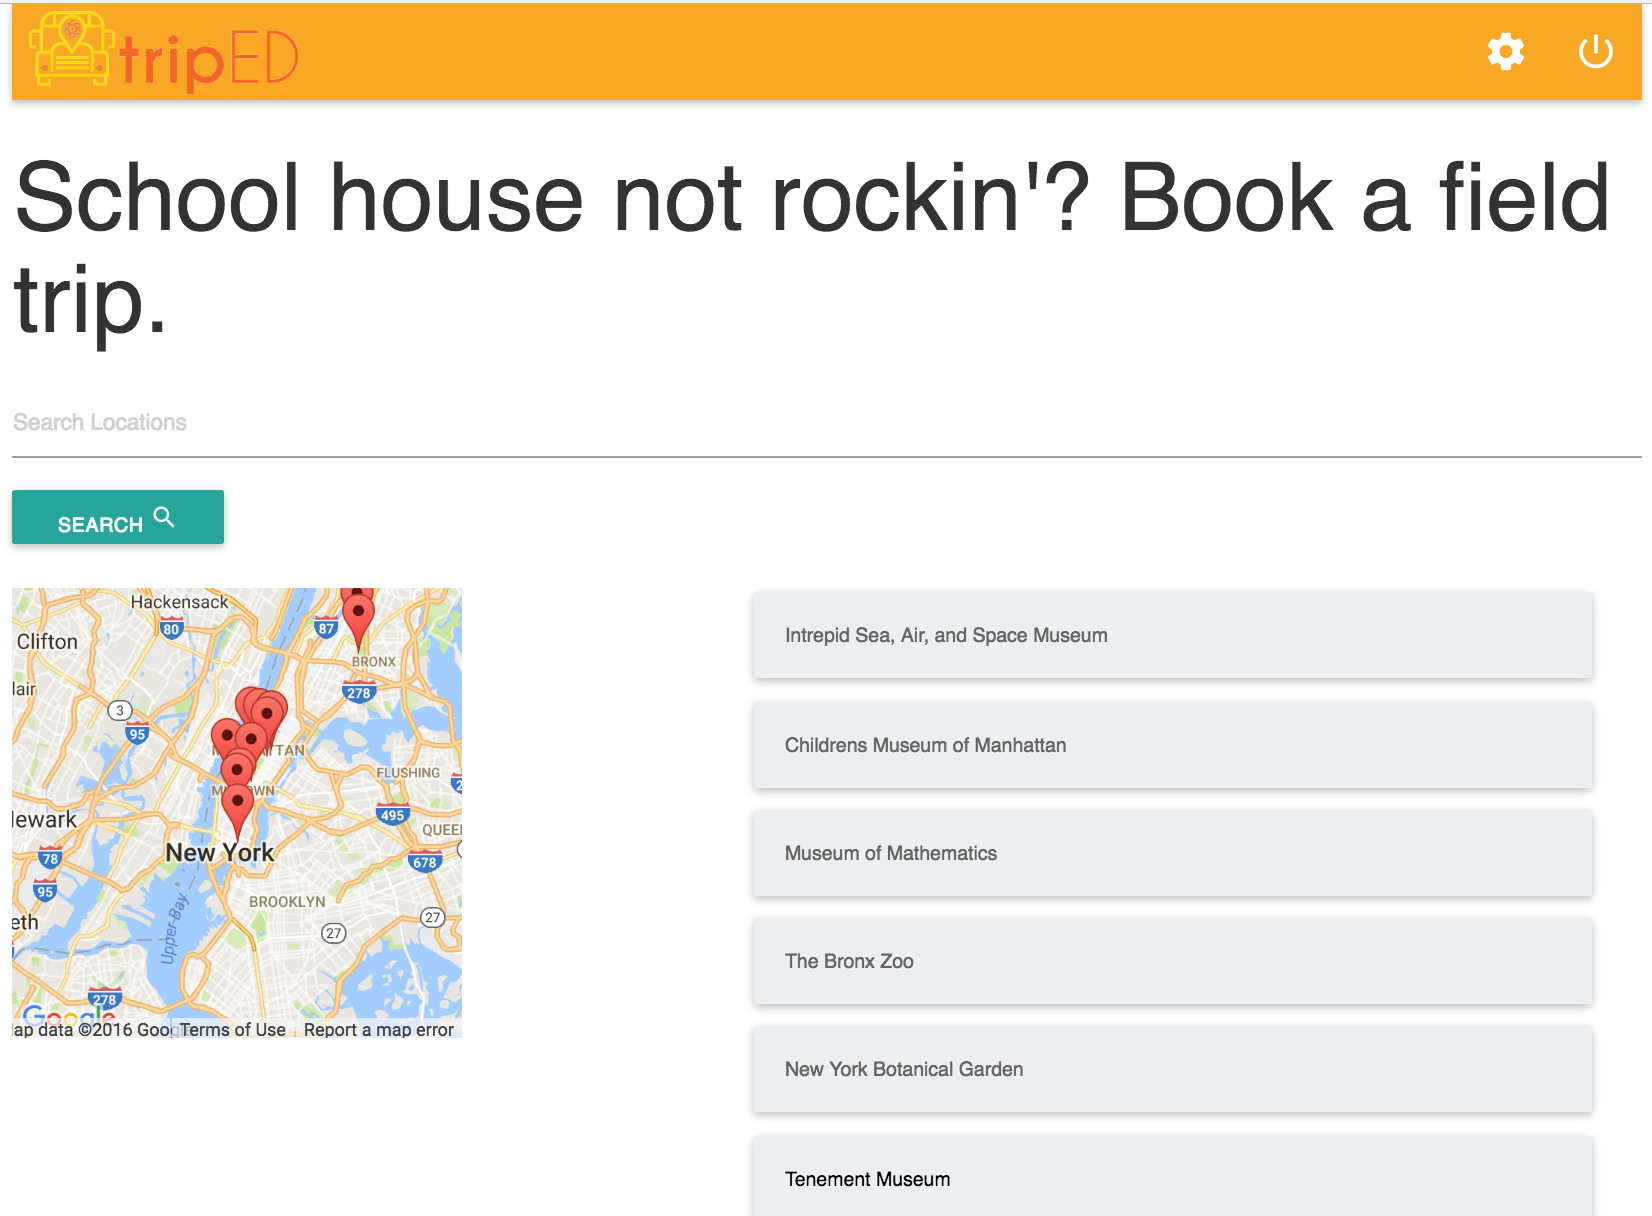 tripED
School house not rockin'? Book a field
trip.
Search Locations
SEARCH
Hackensack
80
87
Clifton
BRONX
lair
278
3
95
TTAN
FLUSHING
MI
WN
495
lewark
QUEE
New York
78
678
95
BROOKLYN
eth
27
27
Upper Bay
278
Google
ap data ©2016 Goog Terms of Use Report a map error
Intrepid Sea, Air, and Space Museum
Childrens Museum of Manhattan
Museum of Mathematics
The Bronx Zoo
New York Botanical Garden
Tenement Museum